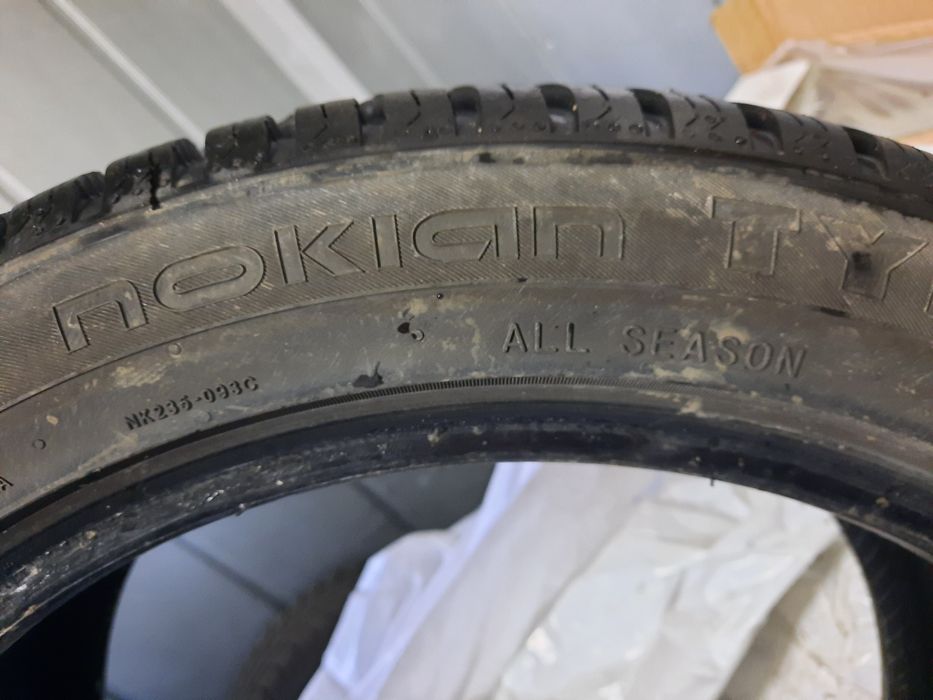 nokian TY
ALL SEASON
NK235-093C